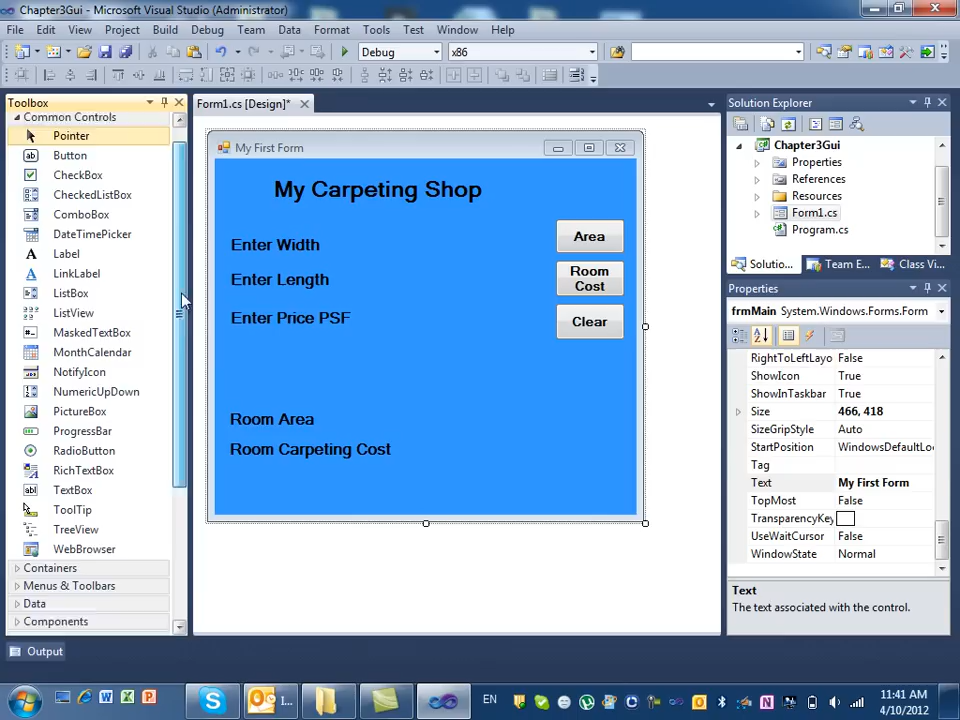 Chapter3Gui - Microsoft Visual Studio (Administrator)
File Edit View Project Build Debug Team Data Format Tools Test Window Help
Debug x86
Toolbox
Form1.cs [Design]*
Solution Explorer
Common Controls
Pointer
Button
CheckBox
CheckedListBox
ComboBox
DateTimePicker
Label
LinkLabel
ListBox
ListView
MaskedTextBox
MonthCalendar
NotifyIcon
NumericUpDown
PictureBox
ProgressBar
RadioButton
RichTextBox
TextBox
ToolTip
TreeView
WebBrowser
Containers
Menus & Toolbars
Data
Components
Output
My First Form
My Carpeting Shop
Enter Width
Enter Length
Enter Price PSF
Area
Room
Cost
Clear
Room Area
Room Carpeting Cost
Chapter3Gui
Properties
References
Resources
Form1.cs
Program.cs
Solutio... Team E... Class Vi...
Properties
frmMain System.Windows.Forms.Form
RightToLeftLayo False
ShowIcon True
ShowInTaskbar True
Size 466, 418
SizeGripStyle Auto
StartPosition WindowsDefaultLo
Tag
Text My First Form
TopMost False
TransparencyKey
UseWaitCursor False
WindowState Normal
Text
The text associated with the control.
I...
EN
11:41 AM
4/10/2012